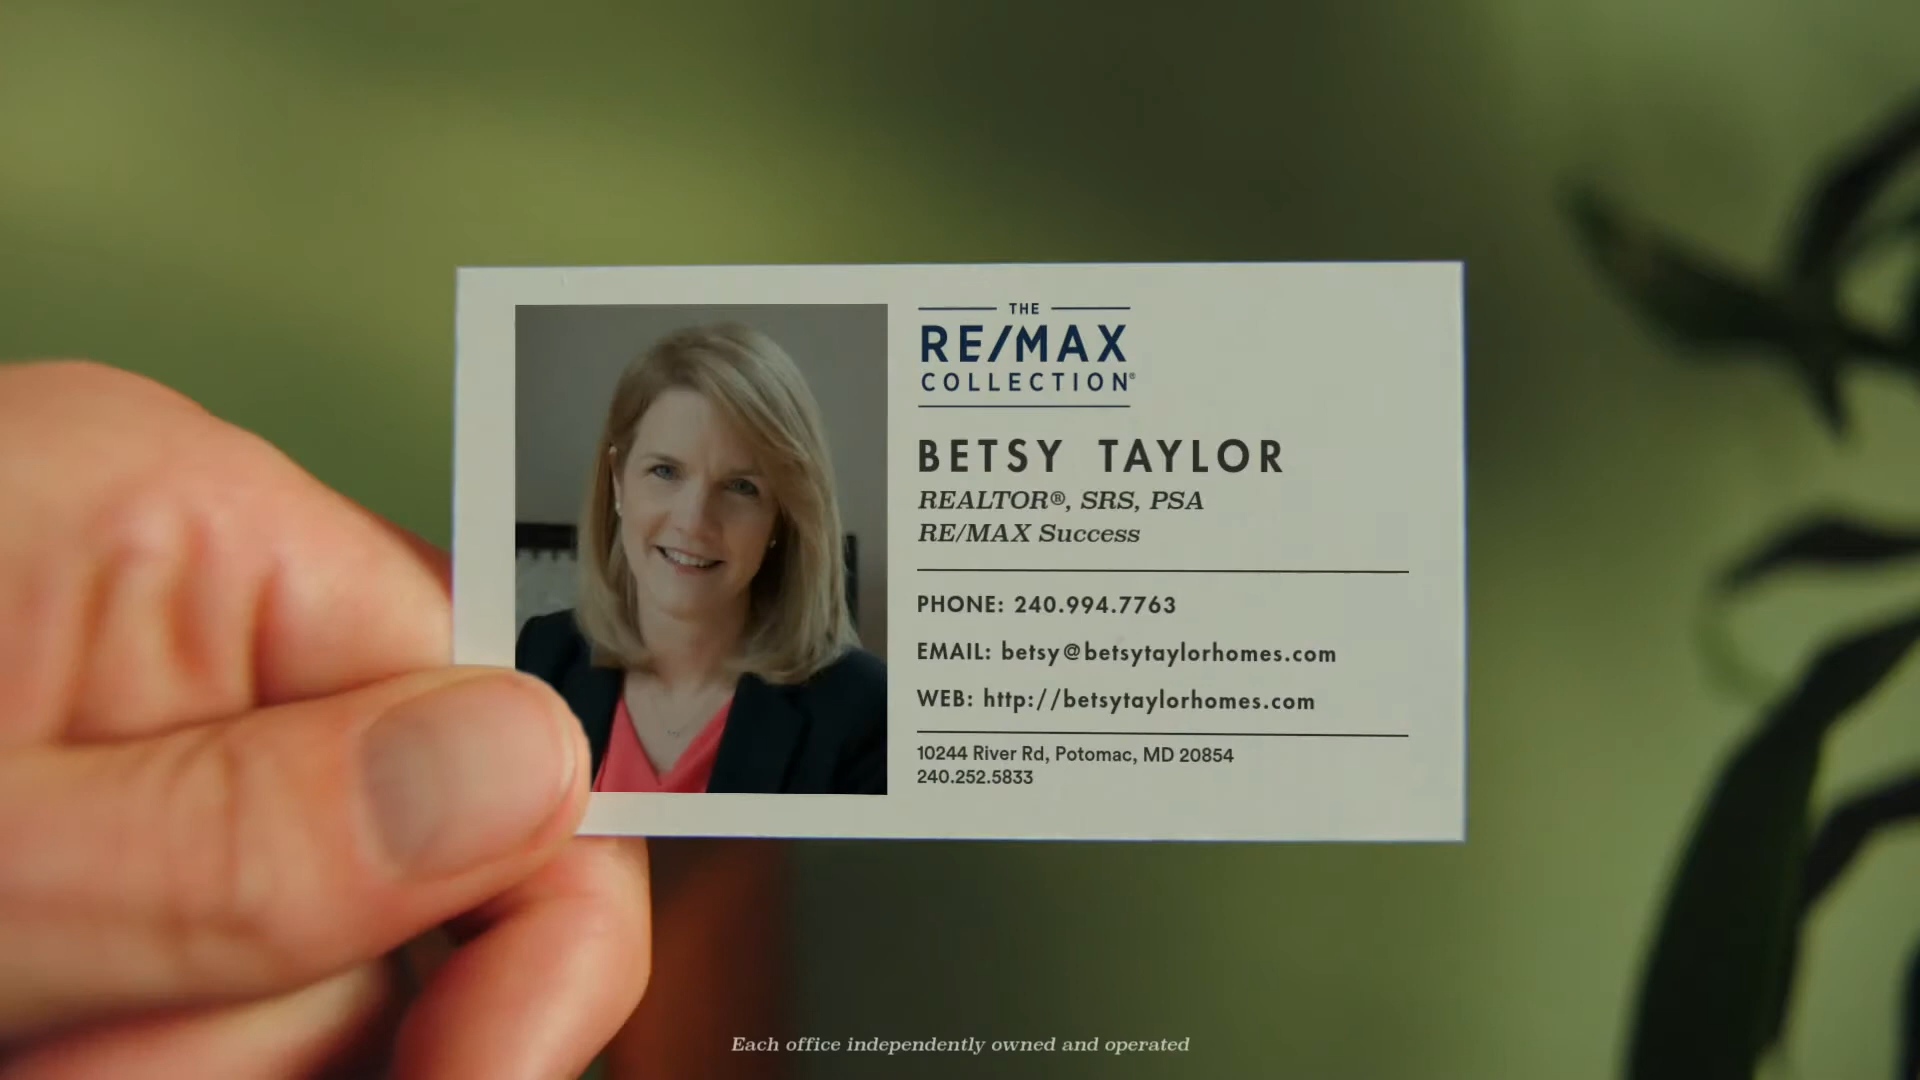 THE
RE/MAX
COLLECTION®
BETSY TAYLOR
REALTOR®, SRS, PSA
RE/MAX Success
PHONE: 240.994.7763
EMAIL: betsy@betsytaylorhomes.com
WEB: http://betsytaylorhomes.com
10244 River Rd, Potomac, MD 20854
240.252.5833
Each office independently owned and operated